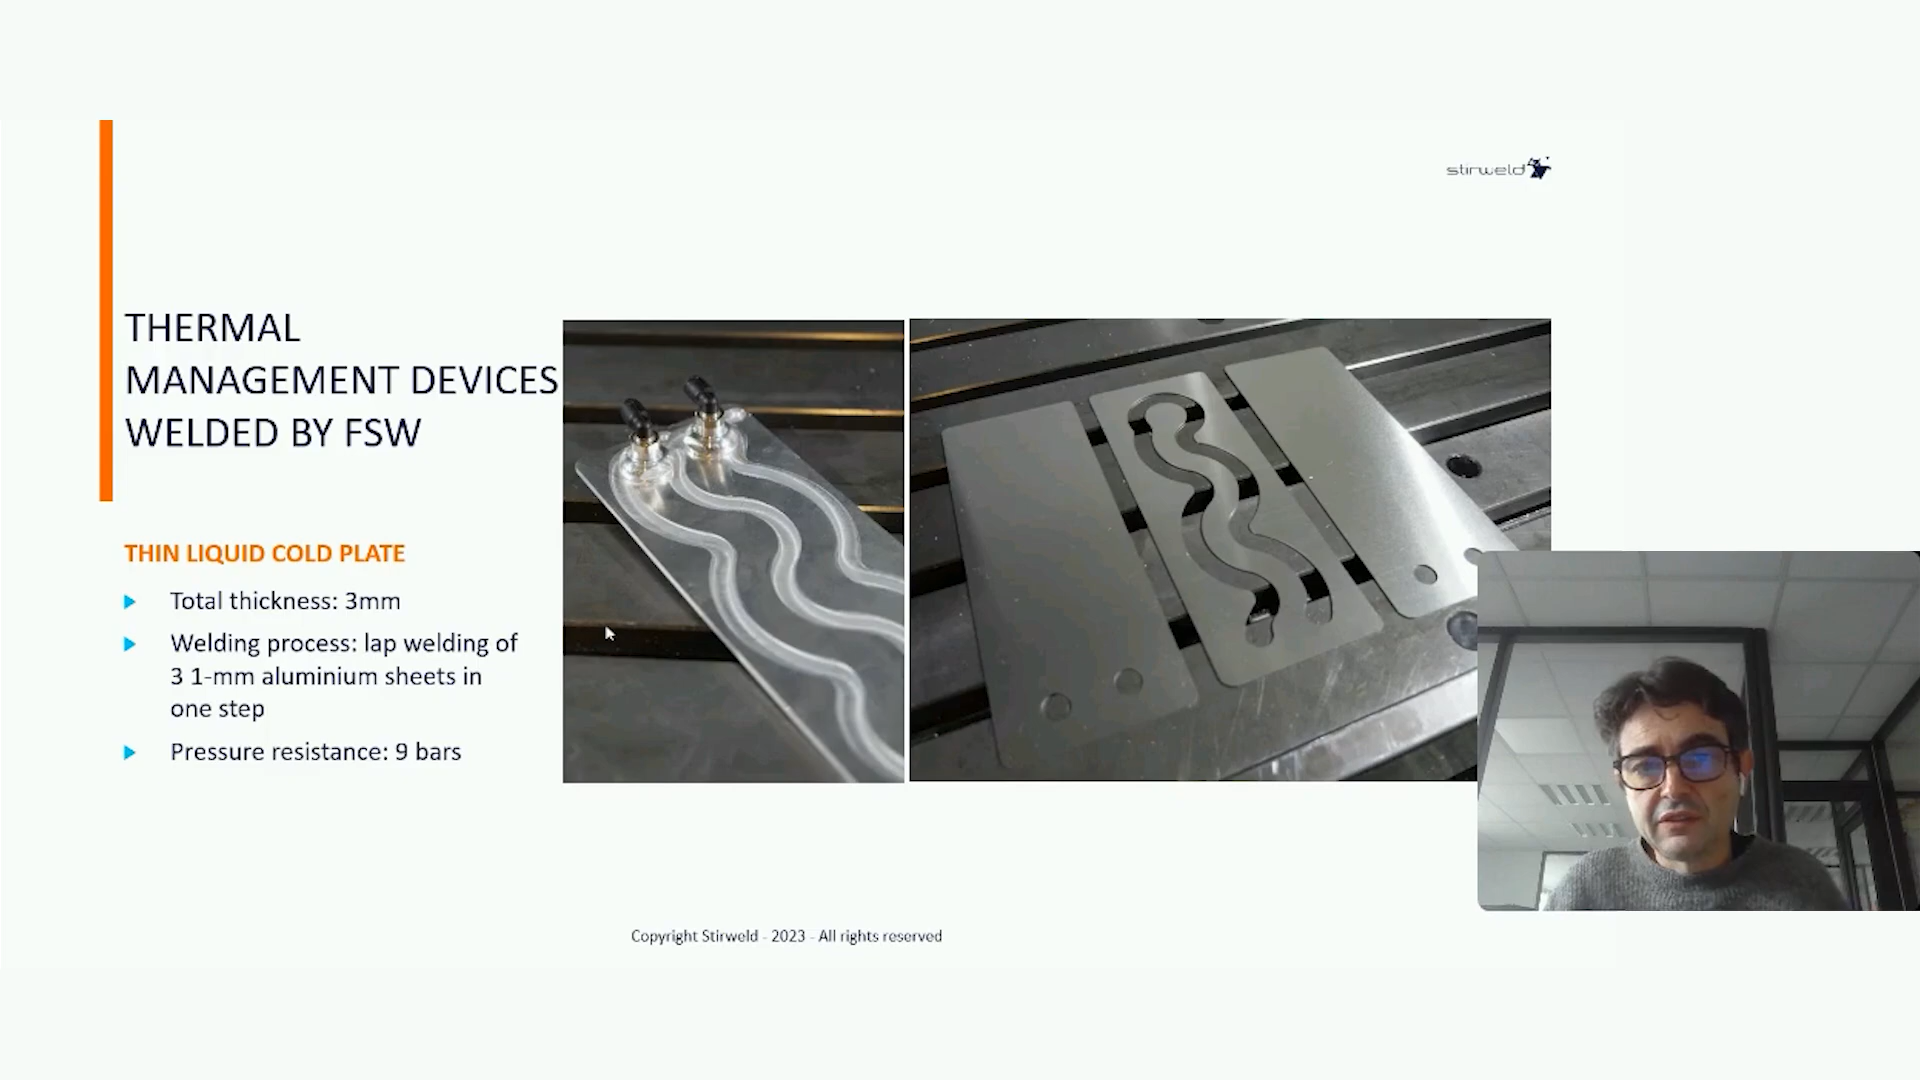 stirweld
THERMAL
MANAGEMENT DEVICES
WELDED BY FSW
THIN LIQUID COLD PLATE
Total thickness: 3mm
Welding process: lap welding of
3 1-mm aluminium sheets in
one step
Pressure resistance: 9 bars
Copyright Stirweld - 2023 - All rights reserved